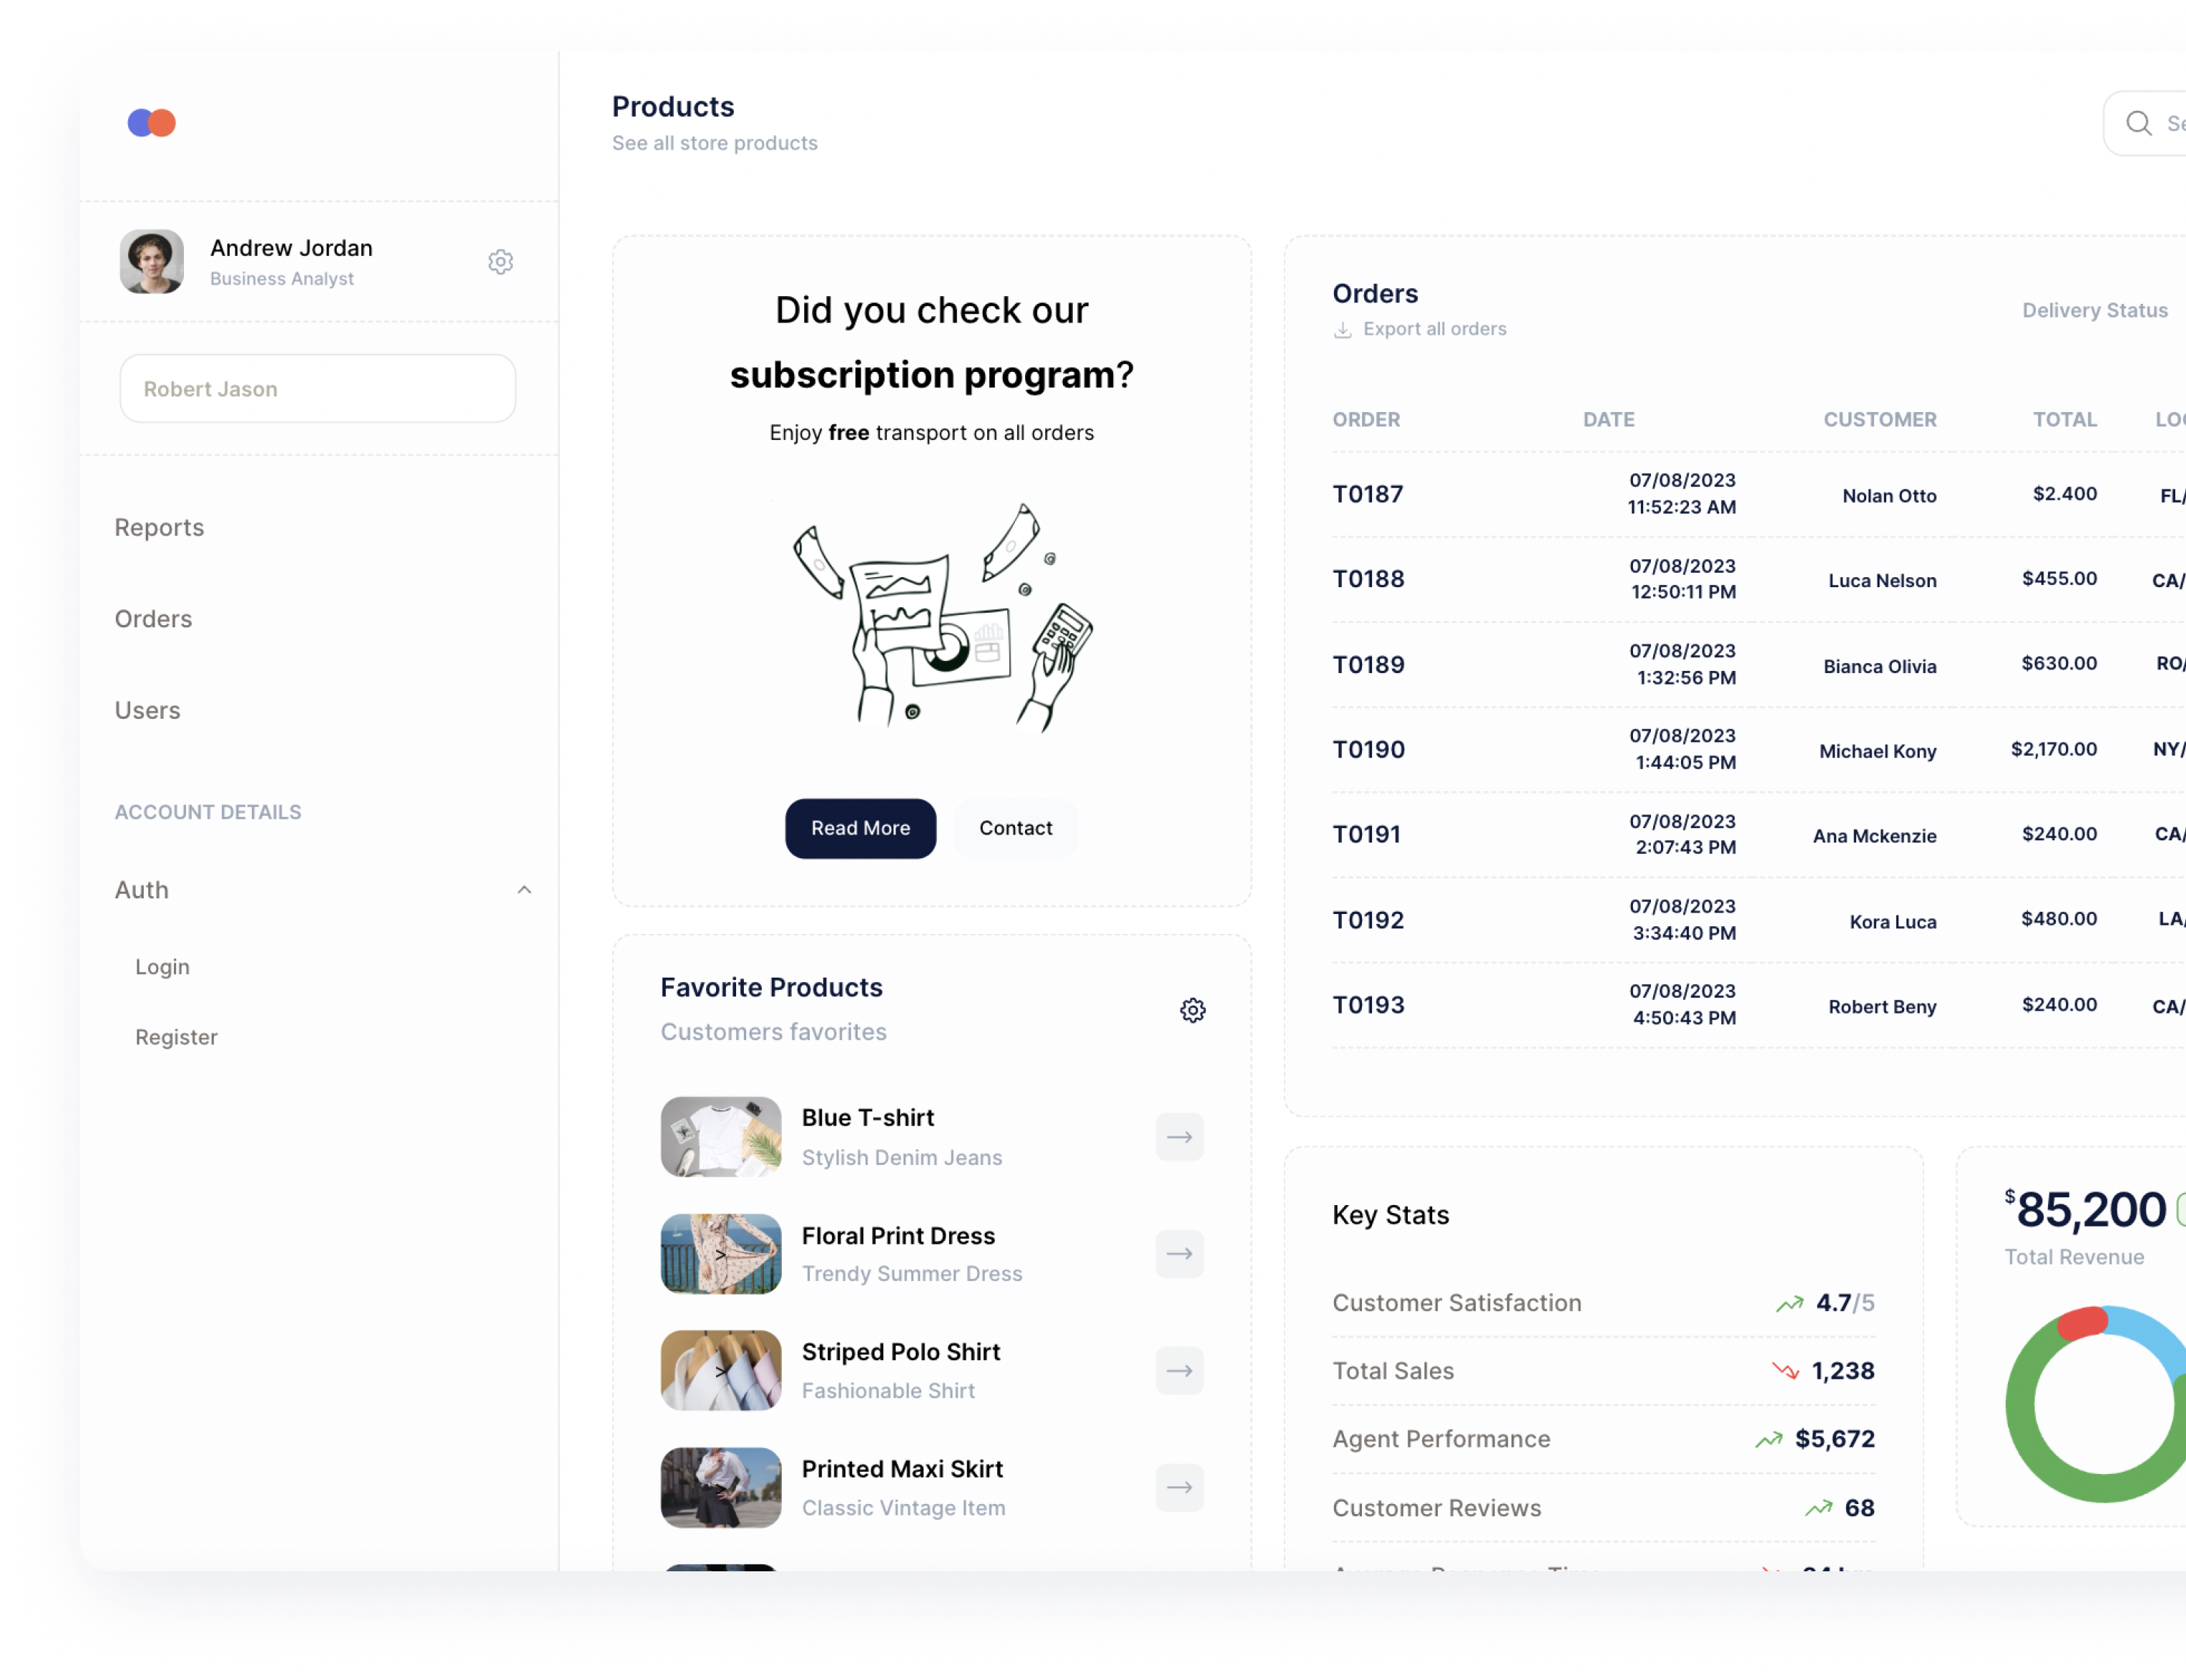 Andrew Jordan
Business Analyst
Robert Jason
Reports
Orders
Users
ACCOUNT DETAILS
Auth
Login
Register
Products
See all store products
Did you check our
subscription program?
Enjoy free transport on all orders
Read More Contact
Favorite Products
Customers favorites
Blue T-shirt
Stylish Denim Jeans
Floral Print Dress
Trendy Summer Dress
Striped Polo Shirt
Fashionable Shirt
Printed Maxi Skirt
Classic Vintage Item
Orders
Export all orders
Delivery Status
ORDER DATE CUSTOMER TOTAL
T0187 07/08/2023 11:52:23 AM Nolan Otto $2.400 FL/
T0188 07/08/2023 12:50:11 PM Luca Nelson $455.00 CA/
T0189 07/08/2023 1:32:56 PM Bianca Olivia $630.00 RO/
T0190 07/08/2023 1:44:05 PM Michael Kony $2,170.00 NY/
T0191 07/08/2023 2:07:43 PM Ana Mckenzie $240.00 CA/
T0192 07/08/2023 3:34:40 PM Kora Luca $480.00 LA/
T0193 07/08/2023 4:50:43 PM Robert Beny $240.00 CA/
Key Stats
Customer Satisfaction 4.7/5
Total Sales 1,238
Agent Performance $5,672
Customer Reviews 68
$85,200
Total Revenue